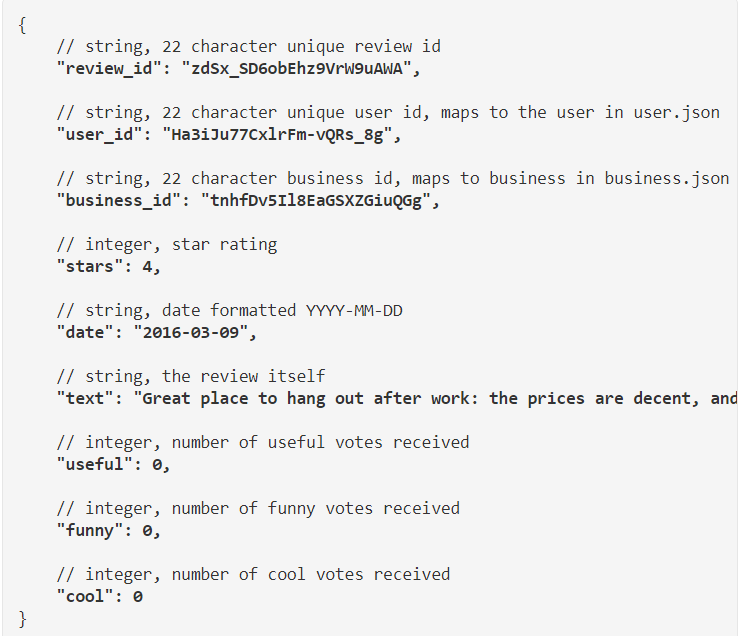 {
// string, 22 character unique review id
"review_id": "zdSx_SD6obEhz9VrW9uAWA",
// string, 22 character unique user id, maps to the user in user.json
"user_id": "Ha3iJu77CxlrFm-vQRs_8g",
// string, 22 character business id, maps to business in business.json
"business_id": "tnhfDv5Il8EaGSXZGiuQGg",
// integer, star rating
"stars": 4,
// string, date formatted YYYY-MM-DD
"date": "2016-03-09",
// string, the review itself
"text": "Great place to hang out after work: the prices are decent, and
// integer, number of useful votes received
"useful": 0,
// integer, number of funny votes received
"funny": 0,
// integer, number of cool votes received
"cool": 0
}